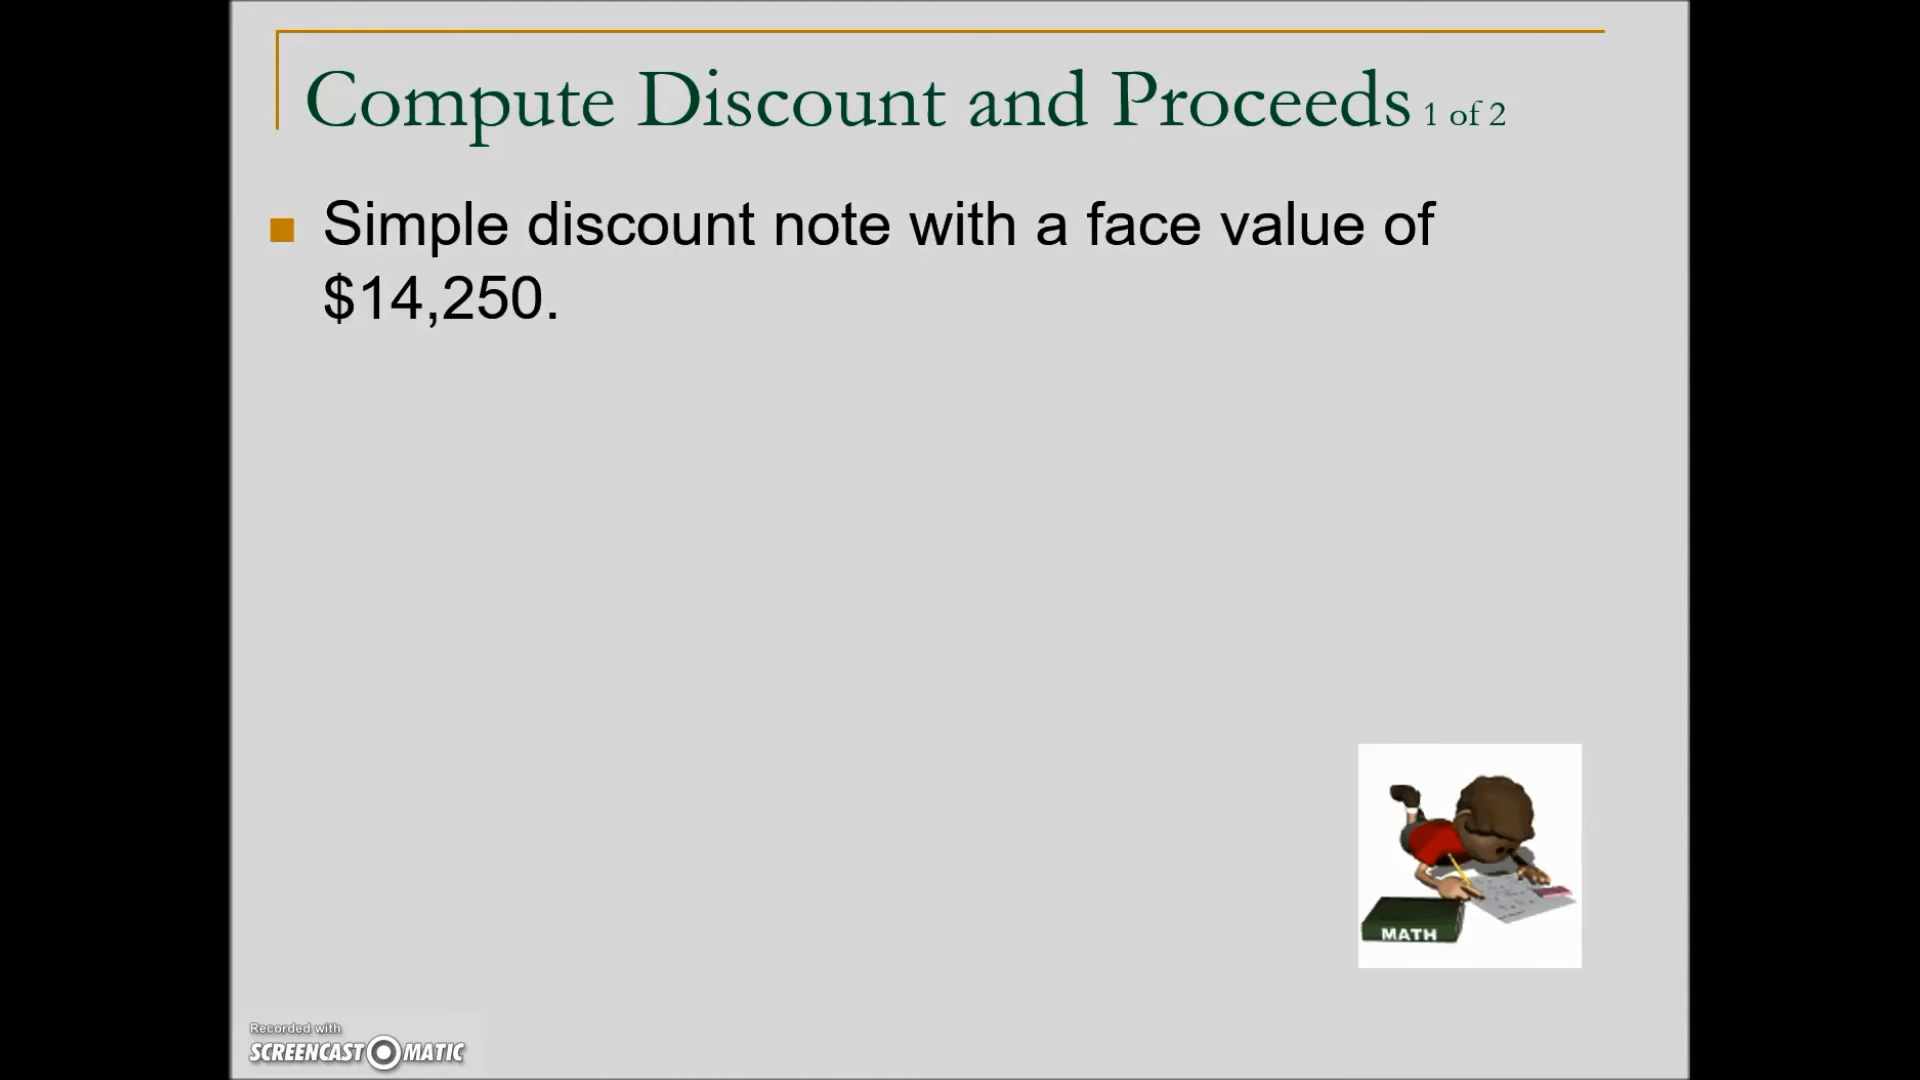 Compute Discount and Proceeds 1 of 2
Simple discount note with a face value of
$14,250.
MATH
Recorded with
SCREENCAST MATIC